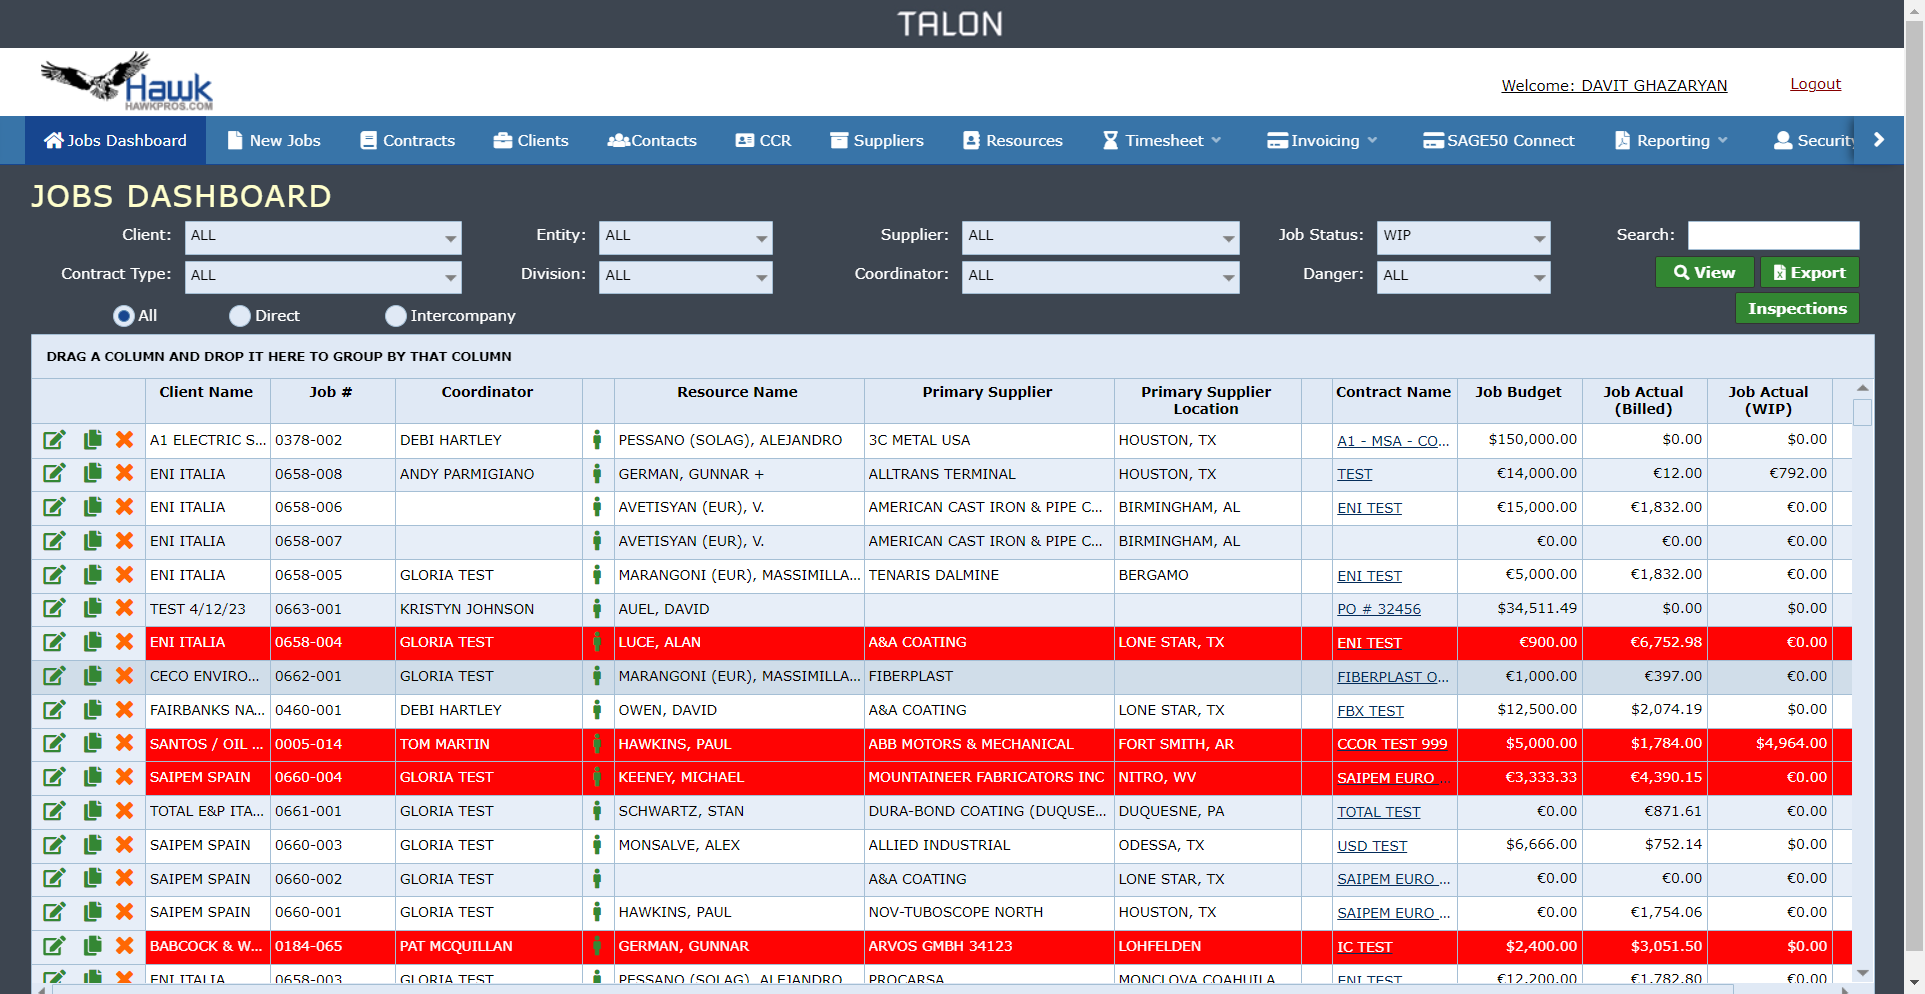 TALON
Hawk
HAWKPROS.COM
Welcome: DAVIT GHAZARYAN Logout
Jobs Dashboard New Jobs Contracts Clients Contacts CCR Suppliers Resources Timesheet Invoicing SAGE50 Connect Reporting Security
JOBS DASHBOARD
Client: ALL Entity: ALL Supplier: ALL Job Status: WIP Search:
Contract Type: ALL Division: ALL Coordinator: ALL Danger: ALL View Export
All Direct Intercompany Inspections
DRAG A COLUMN AND DROP IT HERE TO GROUP BY THAT COLUMN
Client Name Job # Coordinator Resource Name Primary Supplier Primary Supplier Location Contract Name Job Budget Job Actual (Billed) Job Actual (WIP)
A1 ELECTRIC S... 0378-002 DEBI HARTLEY PESSANO (SOLAG), ALEJANDRO 3C METAL USA HOUSTON, TX A1 - MSA - CO... $150,000.00 $0.00 $0.00
ENI ITALIA 0658-008 ANDY PARMIGIANO GERMAN, GUNNAR + ALLTRANS TERMINAL HOUSTON, TX TEST €14,000.00 €12.00 €792.00
ENI ITALIA 0658-006 AVETISYAN (EUR), V. AMERICAN CAST IRON & PIPE C... BIRMINGHAM, AL ENI TEST €15,000.00 €1,832.00 €0.00
ENI ITALIA 0658-007 AVETISYAN (EUR), V. AMERICAN CAST IRON & PIPE C... BIRMINGHAM, AL €0.00 €0.00 €0.00
ENI ITALIA 0658-005 GLORIA TEST MARANGONI (EUR), MASSIMILLA... TENARIS DALMINE BERGAMO ENI TEST €5,000.00 €1,832.00 €0.00
TEST 4/12/23 0663-001 KRISTYN JOHNSON AUEL, DAVID PO # 32456 $34,511.49 $0.00 $0.00
ENI ITALIA 0658-004 GLORIA TEST LUCE, ALAN A&A COATING LONE STAR, TX ENI TEST €900.00 €6,752.98 €0.00
CECO ENVIRO... 0662-001 GLORIA TEST MARANGONI (EUR), MASSIMILLA... FIBERPLAST FIBERPLAST O... €1,000.00 €397.00 €0.00
FAIRBANKS NA... 0460-001 DEBI HARTLEY OWEN, DAVID A&A COATING LONE STAR, TX FBX TEST $12,500.00 $2,074.19 $0.00
SANTOS / OIL ... 0005-014 TOM MARTIN HAWKINS, PAUL ABB MOTORS & MECHANICAL FORT SMITH, AR CCOR TEST 999 $5,000.00 $1,784.00 $4,964.00
SAIPEM SPAIN 0660-004 GLORIA TEST KEENEY, MICHAEL MOUNTAINEER FABRICATORS INC NITRO, WV SAIPEM EURO ... €3,333.33 €4,390.15 €0.00
TOTAL E&P ITA... 0661-001 GLORIA TEST SCHWARTZ, STAN DURA-BOND COATING (DUQUSE... DUQUESNE, PA TOTAL TEST €0.00 €871.61 €0.00
SAIPEM SPAIN 0660-003 GLORIA TEST MONSALVE, ALEX ALLIED INDUSTRIAL ODESSA, TX USD TEST $6,666.00 $752.14 $0.00
SAIPEM SPAIN 0660-002 GLORIA TEST A&A COATING LONE STAR, TX SAIPEM EURO ... €0.00 €0.00 €0.00
SAIPEM SPAIN 0660-001 GLORIA TEST HAWKINS, PAUL NOV-TUBOSCOPE NORTH HOUSTON, TX SAIPEM EURO ... €0.00 €1,754.06 €0.00
BABCOCK & W... 0184-065 PAT MCQUILLAN GERMAN, GUNNAR ARVOS GMBH 34123 LOHFELDEN IC TEST $2,400.00 $3,051.50 $0.00
ENI ITALIA 0658-003 GLORIA TEST PESSANO (SOLAG), ALEJANDRO PROCARSA MONCLOVA COAHUILA ENI TEST €12,200.00 €1,782.80 €0.00